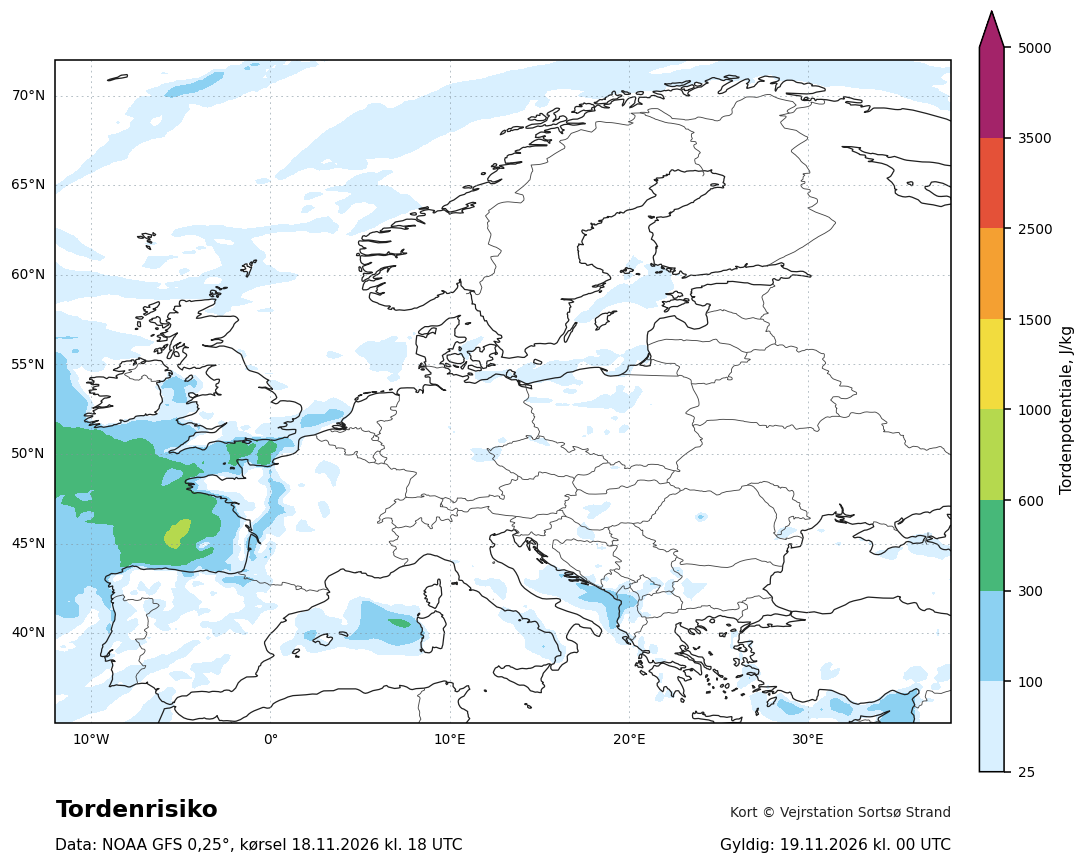 70°N
65°N
60°N
55°N
50°N
45°N
40°N
10°W
0°
10°E
20°E
30°E
5000
3500
2500
1500
1000
600
300
100
25
Tordenpotentiale, J/kg
Tordenrisiko
Kort © Vejrstation Sortsø Strand
Data: NOAA GFS 0,25°, kørsel 18.11.2026 kl. 18 UTC
Gyldig: 19.11.2026 kl. 00 UTC